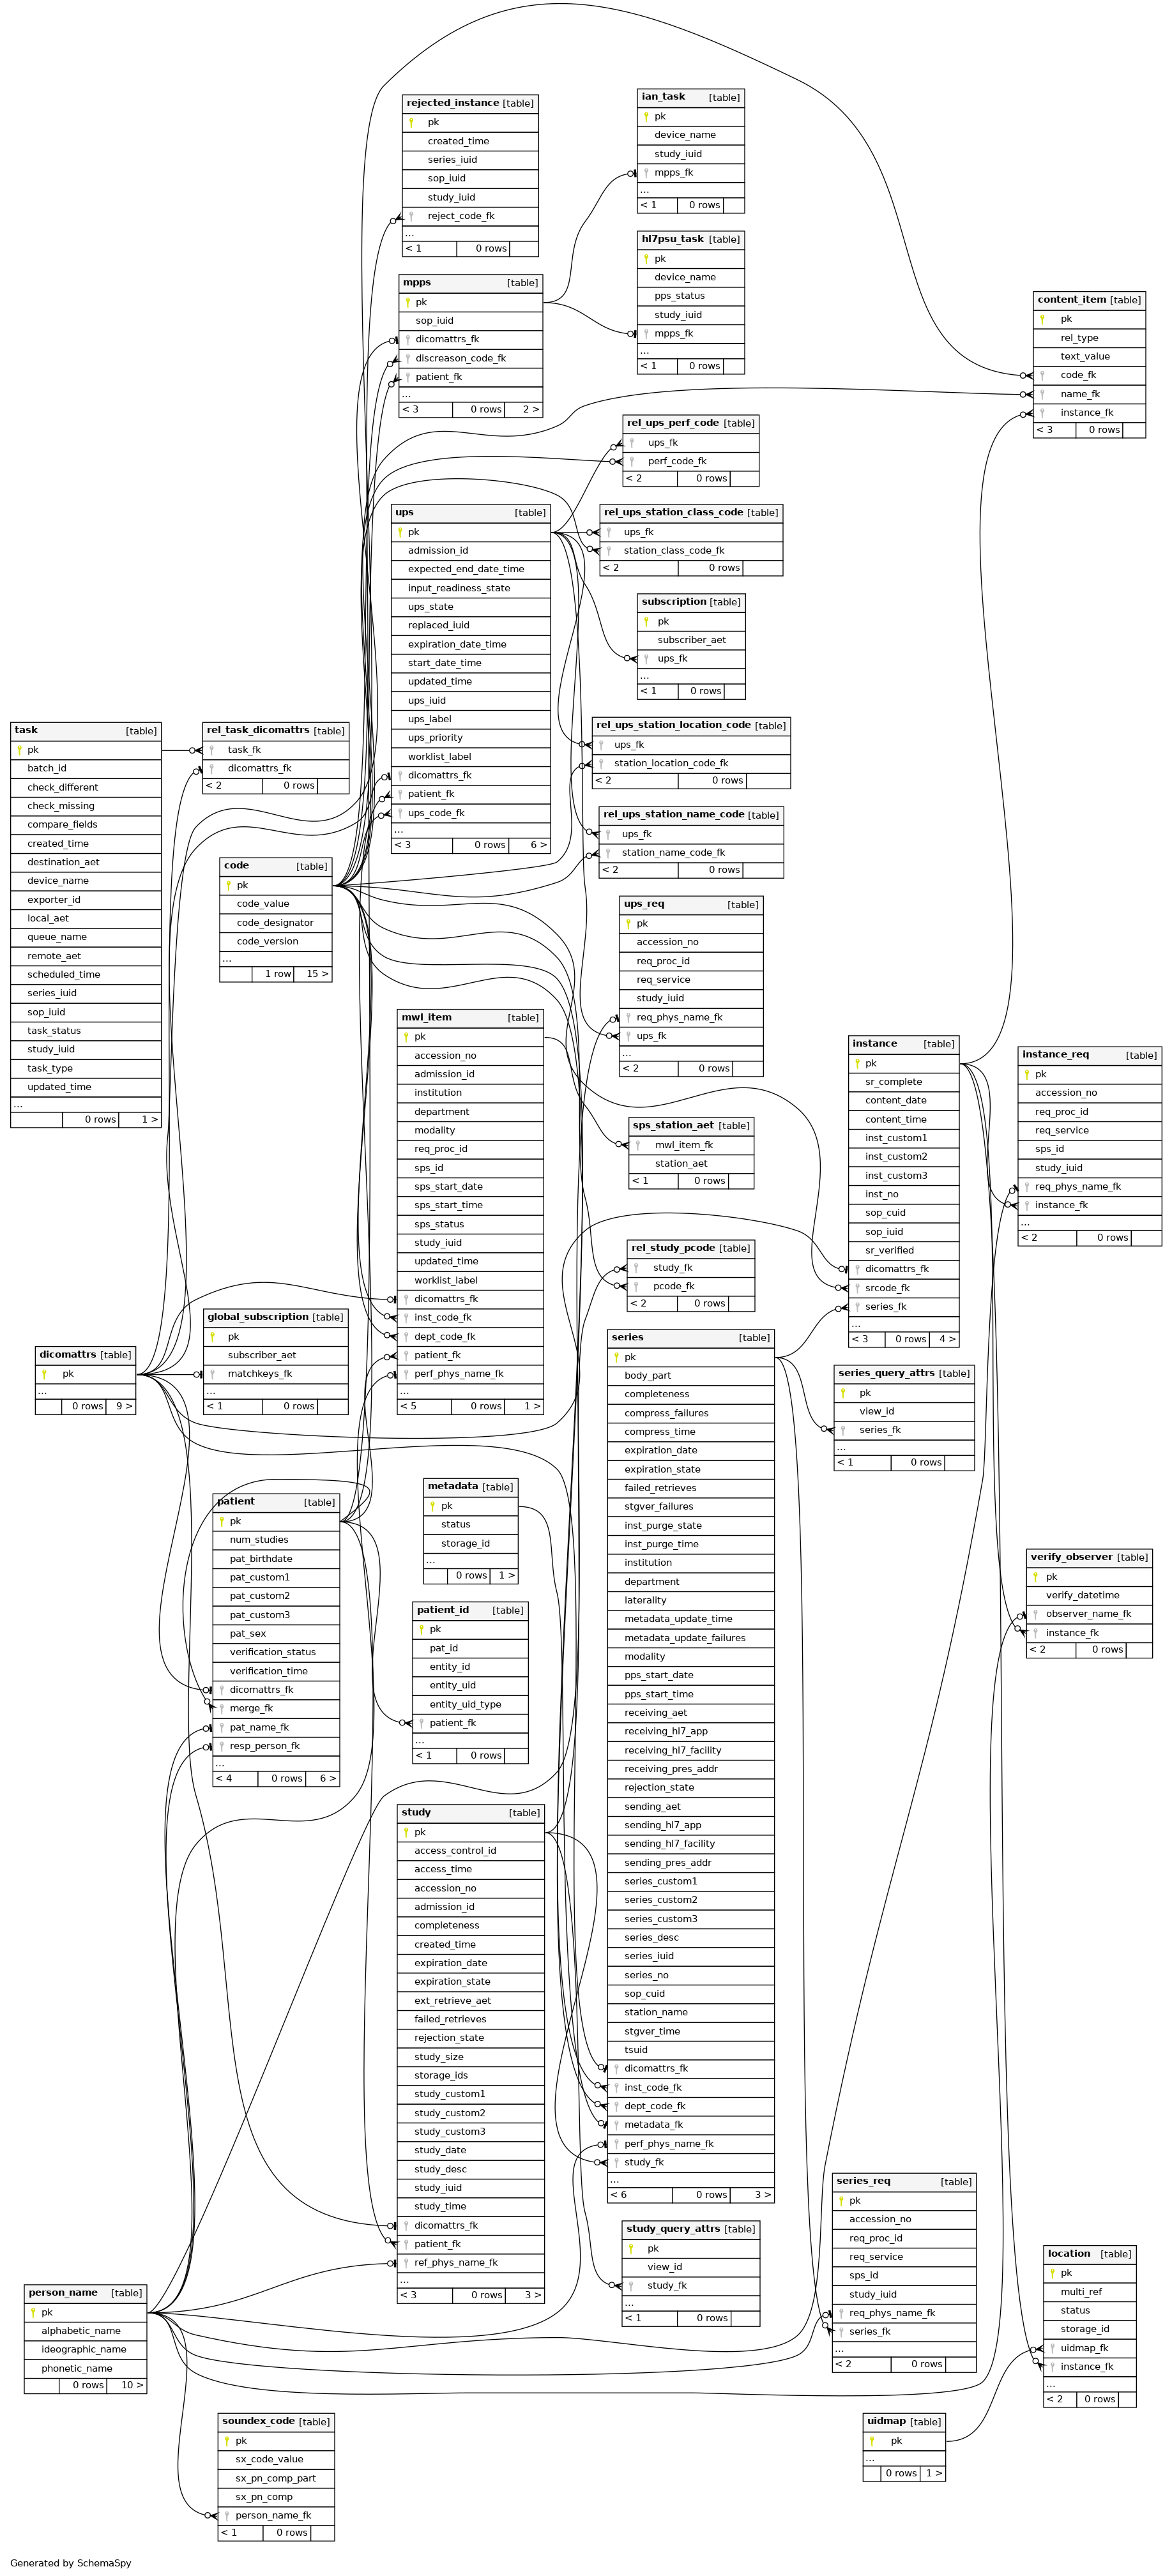 rejected_instance [table]
pk
created_time
series_iuid
sop_iuid
study_iuid
reject_code_fk
...
< 1 0 rows
ian_task [table]
pk
device_name
study_iuid
mpps_fk
...
< 1 0 rows
hl7psu_task [table]
pk
device_name
pps_status
study_iuid
mpps_fk
...
< 1 0 rows
mpps [table]
pk
sop_iuid
dicomattrs_fk
discreason_code_fk
patient_fk
...
< 3 0 rows 2 >
content_item [table]
pk
rel_type
text_value
code_fk
name_fk
instance_fk
< 3 0 rows
rel_ups_perf_code [table]
ups_fk
perf_code_fk
< 2 0 rows
ups [table]
pk
admission_id
expected_end_date_time
input_readiness_state
ups_state
replaced_iuid
expiration_date_time
start_date_time
updated_time
ups_iuid
ups_label
ups_priority
worklist_label
dicomattrs_fk
patient_fk
ups_code_fk
...
< 3 0 rows 6 >
rel_ups_station_class_code [table]
ups_fk
station_class_code_fk
< 2 0 rows
subscription [table]
pk
subscriber_aet
ups_fk
...
< 1 0 rows
rel_ups_station_location_code [table]
ups_fk
station_location_code_fk
< 2 0 rows
rel_ups_station_name_code [table]
ups_fk
station_name_code_fk
< 2 0 rows
task [table]
pk
batch_id
check_different
check_missing
compare_fields
created_time
destination_aet
device_name
exporter_id
local_aet
queue_name
remote_aet
scheduled_time
series_iuid
sop_iuid
task_status
study_iuid
task_type
updated_time
...
0 rows 1 >
rel_task_dicomattrs [table]
task_fk
dicomattrs_fk
< 2 0 rows
code [table]
pk
code_value
code_designator
code_version
...
1 row 15 >
ups_req [table]
pk
accession_no
req_proc_id
req_service
study_iuid
req_phys_name_fk
ups_fk
...
< 2 0 rows
mwl_item [table]
pk
accession_no
admission_id
institution
department
modality
req_proc_id
sps_id
sps_start_date
sps_start_time
sps_status
study_iuid
updated_time
worklist_label
dicomattrs_fk
inst_code_fk
dept_code_fk
patient_fk
perf_phys_name_fk
...
< 5 0 rows 1 >
sps_station_aet [table]
mwl_item_fk
station_aet
< 1 0 rows
instance [table]
pk
sr_complete
content_date
content_time
inst_custom1
inst_custom2
inst_custom3
inst_no
sop_cuid
sop_iuid
sr_verified
dicomattrs_fk
srcode_fk
series_fk
...
< 3 0 rows 4 >
instance_req [table]
pk
accession_no
req_proc_id
req_service
sps_id
study_iuid
req_phys_name_fk
instance_fk
...
< 2 0 rows
rel_study_pcode [table]
study_fk
pcode_fk
< 2 0 rows
global_subscription [table]
pk
subscriber_aet
matchkeys_fk
...
< 1 0 rows
dicomattrs [table]
pk
...
0 rows 9 >
series [table]
pk
body_part
completeness
compress_failures
compress_time
expiration_date
expiration_state
failed_retrieves
stgver_failures
inst_purge_state
inst_purge_time
institution
department
laterality
metadata_update_time
metadata_update_failures
modality
pps_start_date
pps_start_time
receiving_aet
receiving_hl7_app
receiving_hl7_facility
receiving_pres_addr
rejection_state
sending_aet
sending_hl7_app
sending_hl7_facility
sending_pres_addr
series_custom1
series_custom2
series_custom3
series_desc
series_iuid
series_no
sop_cuid
station_name
stgver_time
tsuid
dicomattrs_fk
inst_code_fk
dept_code_fk
metadata_fk
perf_phys_name_fk
study_fk
...
< 6 0 rows 3 >
series_query_attrs [table]
pk
view_id
series_fk
...
< 1 0 rows
metadata [table]
pk
status
storage_id
...
0 rows 1 >
patient [table]
pk
num_studies
pat_birthdate
pat_custom1
pat_custom2
pat_custom3
pat_sex
verification_status
verification_time
dicomattrs_fk
merge_fk
pat_name_fk
resp_person_fk
...
< 4 0 rows 6 >
verify_observer [table]
pk
verify_datetime
observer_name_fk
instance_fk
< 2 0 rows
patient_id [table]
pk
pat_id
entity_id
entity_uid
entity_uid_type
patient_fk
...
< 1 0 rows
study [table]
pk
access_control_id
access_time
accession_no
admission_id
completeness
created_time
expiration_date
expiration_state
ext_retrieve_aet
failed_retrieves
rejection_state
study_size
storage_ids
study_custom1
study_custom2
study_custom3
study_date
study_desc
study_iuid
study_time
dicomattrs_fk
patient_fk
ref_phys_name_fk
...
< 3 0 rows 3 >
series_req [table]
pk
accession_no
req_proc_id
req_service
sps_id
study_iuid
req_phys_name_fk
series_fk
...
< 2 0 rows
study_query_attrs [table]
pk
view_id
study_fk
...
< 1 0 rows
location [table]
pk
multi_ref
status
storage_id
uidmap_fk
instance_fk
...
< 2 0 rows
person_name [table]
pk
alphabetic_name
ideographic_name
phonetic_name
0 rows 10 >
uidmap [table]
pk
...
0 rows 1 >
soundex_code [table]
pk
sx_code_value
sx_pn_comp_part
sx_pn_comp
person_name_fk
< 1 0 rows
Generated by SchemaSpy